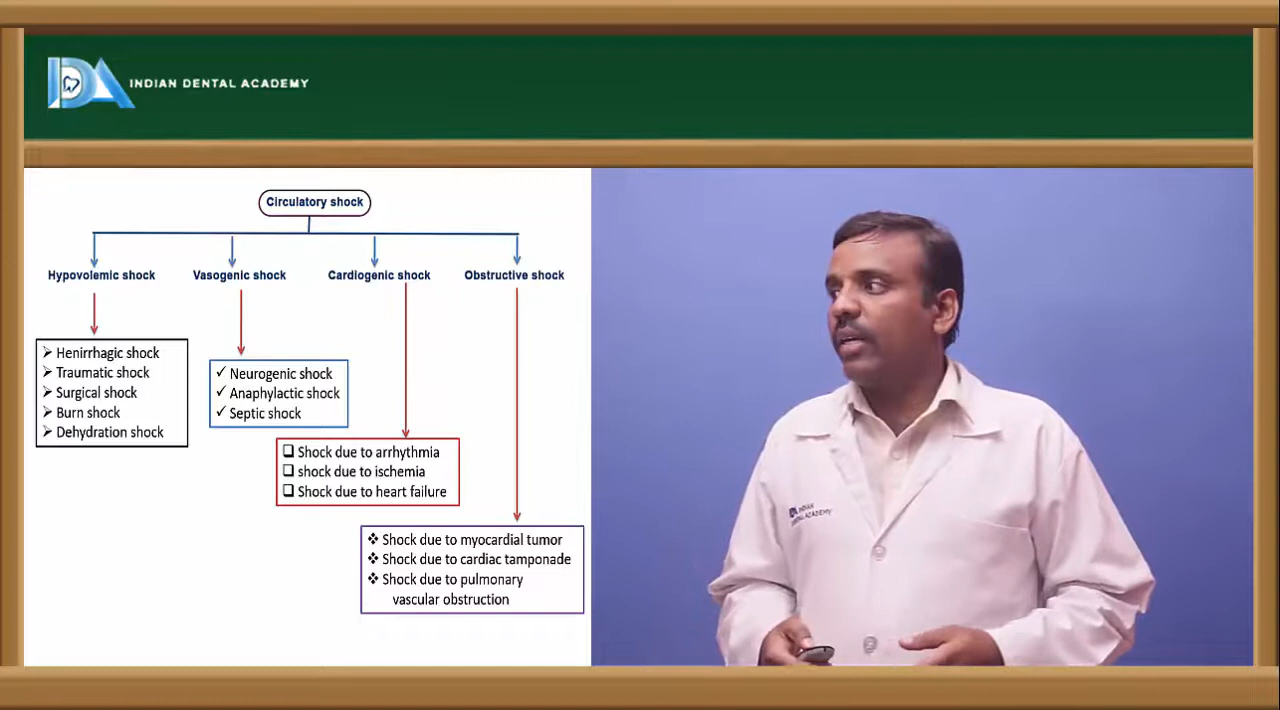 INDIAN DENTAL ACADEMY
Circulatory shock
Hypovolemic shock
Vasogenic shock
Cardiogenic shock
Obstructive shock
Henirrhagic shock
Traumatic shock
Surgical shock
Burn shock
Dehydration shock
Neurogenic shock
Anaphylactic shock
Septic shock
Shock due to arrhythmia
shock due to ischemia
Shock due to heart failure
Shock due to myocardial tumor
Shock due to cardiac tamponade
Shock due to pulmonary
vascular obstruction
INDIAN
DENTAL ACADEMY